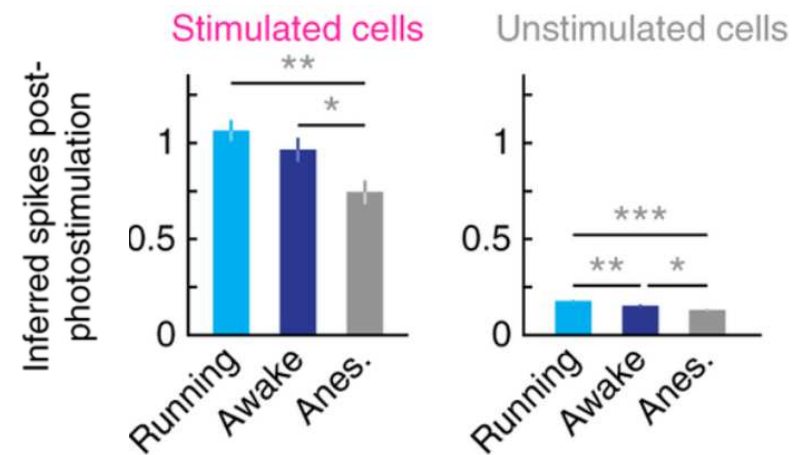 Stimulated cells
Unstimulated cells
Inferred spikes post-
photostimulation
**
*
1
0.5
0
Running
Awake
Anes.
***
**
*
1
0.5
0
Running
Awake
Anes.